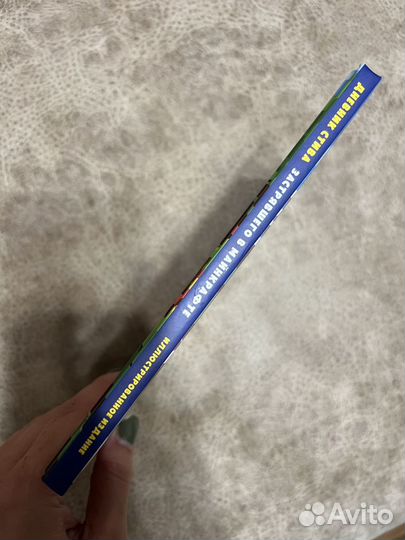 ДНЕВНИК СТИВА ЗАСТРЯВШЕГО В МАЙНКРАФТЕ
ИЛЛЮСТРИРОВАННОЕ ИЗДАНИЕ
Avito